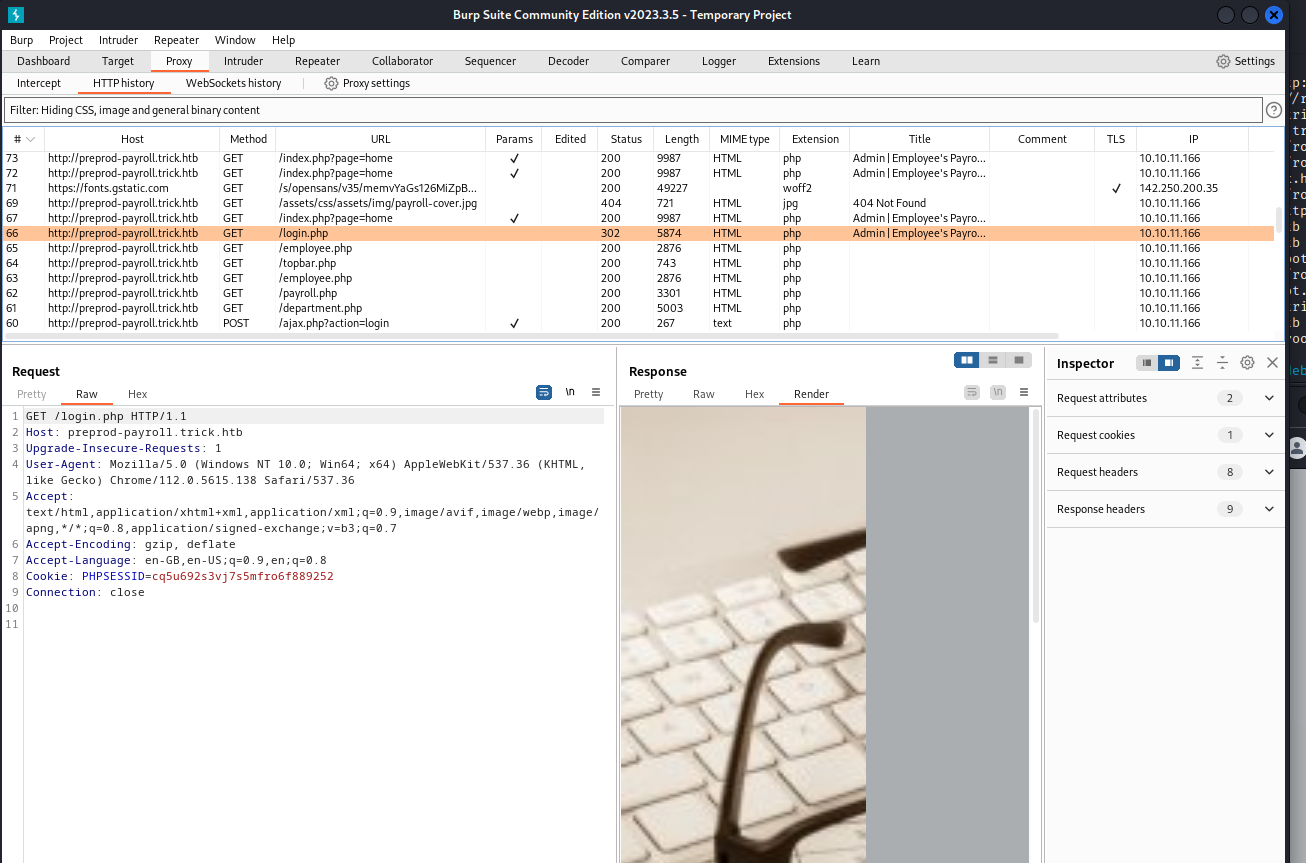 Burp Suite Community Edition v2023.3.5 - Temporary Project
Burp Project Intruder Repeater Window Help
Dashboard Target Proxy Intruder Repeater Collaborator Sequencer Decoder Comparer Logger Extensions Learn Settings
Intercept HTTP history WebSockets history Proxy settings
Filter: Hiding CSS, image and general binary content
# Host Method URL Params Edited Status Length MIME type Extension Title Comment TLS IP
73 http://preprod-payroll.trick.htb GET /index.php?page=home ✓ 200 9987 HTML php Admin | Employee's Payro... 10.10.11.166
72 http://preprod-payroll.trick.htb GET /index.php?page=home ✓ 200 9987 HTML php Admin | Employee's Payro... 10.10.11.166
71 https://fonts.gstatic.com GET /s/opensans/v35/memvYaGs126MiZpB... 200 49227 woff2 ✓ 142.250.200.35
69 http://preprod-payroll.trick.htb GET /assets/css/assets/img/payroll-cover.jpg 404 721 HTML jpg 404 Not Found 10.10.11.166
67 http://preprod-payroll.trick.htb GET /index.php?page=home ✓ 200 9987 HTML php Admin | Employee's Payro... 10.10.11.166
66 http://preprod-payroll.trick.htb GET /login.php 302 5874 HTML php Admin | Employee's Payro... 10.10.11.166
65 http://preprod-payroll.trick.htb GET /employee.php 200 2876 HTML php 10.10.11.166
64 http://preprod-payroll.trick.htb GET /topbar.php 200 743 HTML php 10.10.11.166
63 http://preprod-payroll.trick.htb GET /employee.php 200 2876 HTML php 10.10.11.166
62 http://preprod-payroll.trick.htb GET /payroll.php 200 3301 HTML php 10.10.11.166
61 http://preprod-payroll.trick.htb GET /department.php 200 5003 HTML php 10.10.11.166
60 http://preprod-payroll.trick.htb POST /ajax.php?action=login ✓ 200 267 text php 10.10.11.166
Request
Pretty Raw Hex \n
1 GET /login.php HTTP/1.1
2 Host: preprod-payroll.trick.htb
3 Upgrade-Insecure-Requests: 1
4 User-Agent: Mozilla/5.0 (Windows NT 10.0; Win64; x64) AppleWebKit/537.36 (KHTML,
like Gecko) Chrome/112.0.5615.138 Safari/537.36
5 Accept:
text/html,application/xhtml+xml,application/xml;q=0.9,image/avif,image/webp,image/
apng,*/*;q=0.8,application/signed-exchange;v=b3;q=0.7
6 Accept-Encoding: gzip, deflate
7 Accept-Language: en-GB,en-US;q=0.9,en;q=0.8
8 Cookie: PHPSESSID=cq5u692s3vj7s5mfro6f889252
9 Connection: close
10
11
Response
Pretty Raw Hex Render \n
Inspector
Request attributes 2
Request cookies 1
Request headers 8
Response headers 9